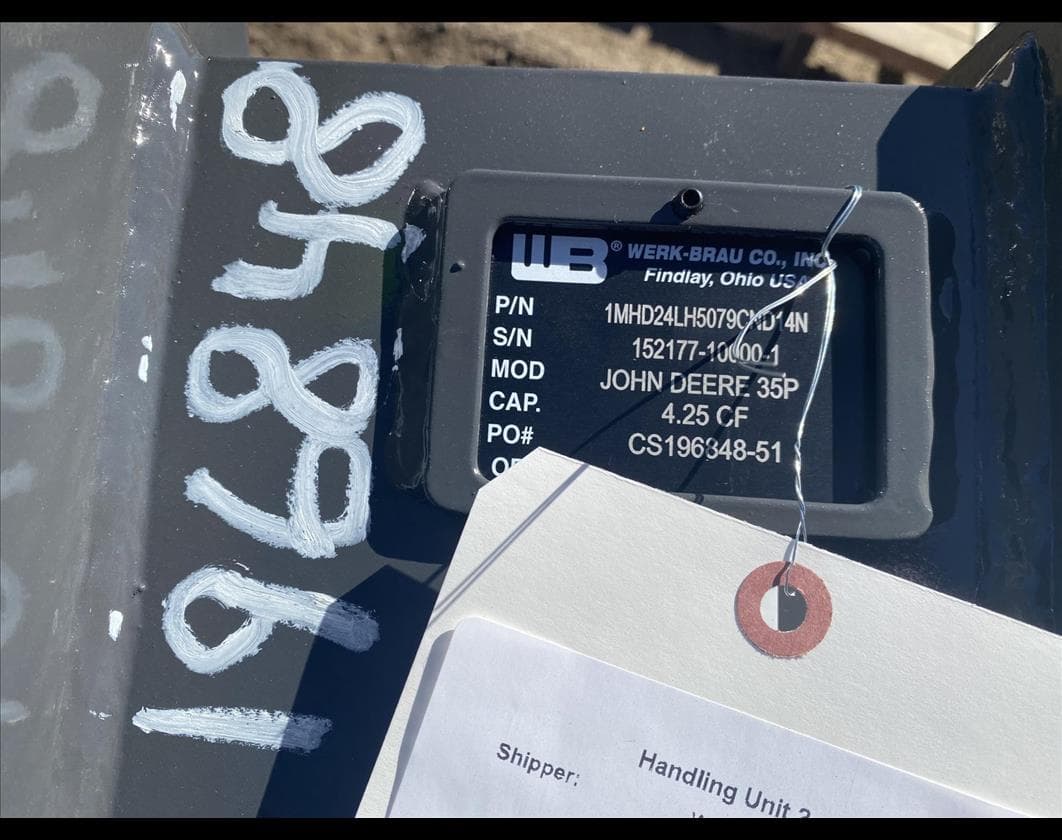 196848
WB® WERK-BRAU CO., INC
Findlay, Ohio USA
P/N 1MHD24LH5079CND14N
S/N 152177-10000-1
MOD JOHN DEERE 35P
CAP. 4.25 CF
PO# CS196848-51
Shipper: Handling Unit